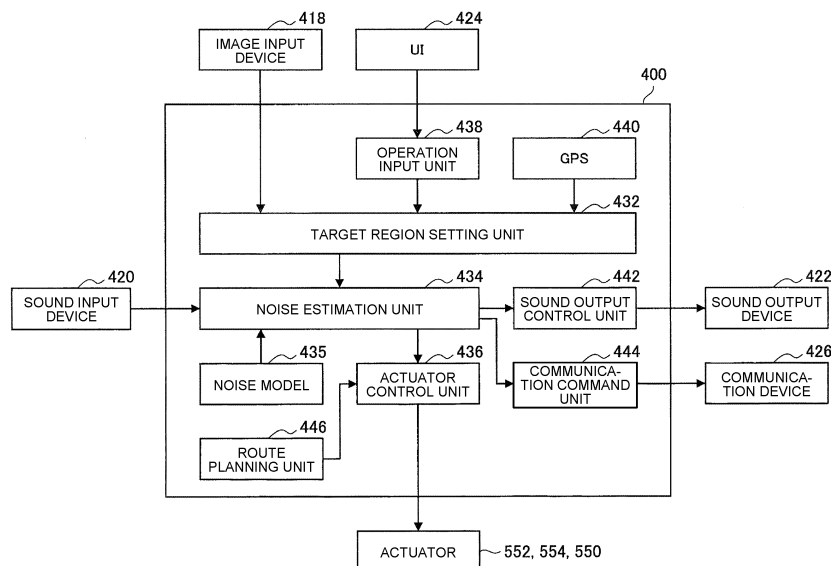 418
424
IMAGE INPUT
DEVICE
UI
400
438
440
OPERATION
INPUT UNIT
GPS
432
TARGET REGION SETTING UNIT
420
434
442
422
SOUND INPUT
DEVICE
NOISE ESTIMATION UNIT
SOUND OUTPUT
CONTROL UNIT
SOUND OUTPUT
DEVICE
435
436
444
426
NOISE MODEL
ACTUATOR
CONTROL UNIT
COMMUNICA-
TION COMMAND
UNIT
COMMUNICA-
TION DEVICE
446
ROUTE
PLANNING UNIT
ACTUATOR
552, 554, 550